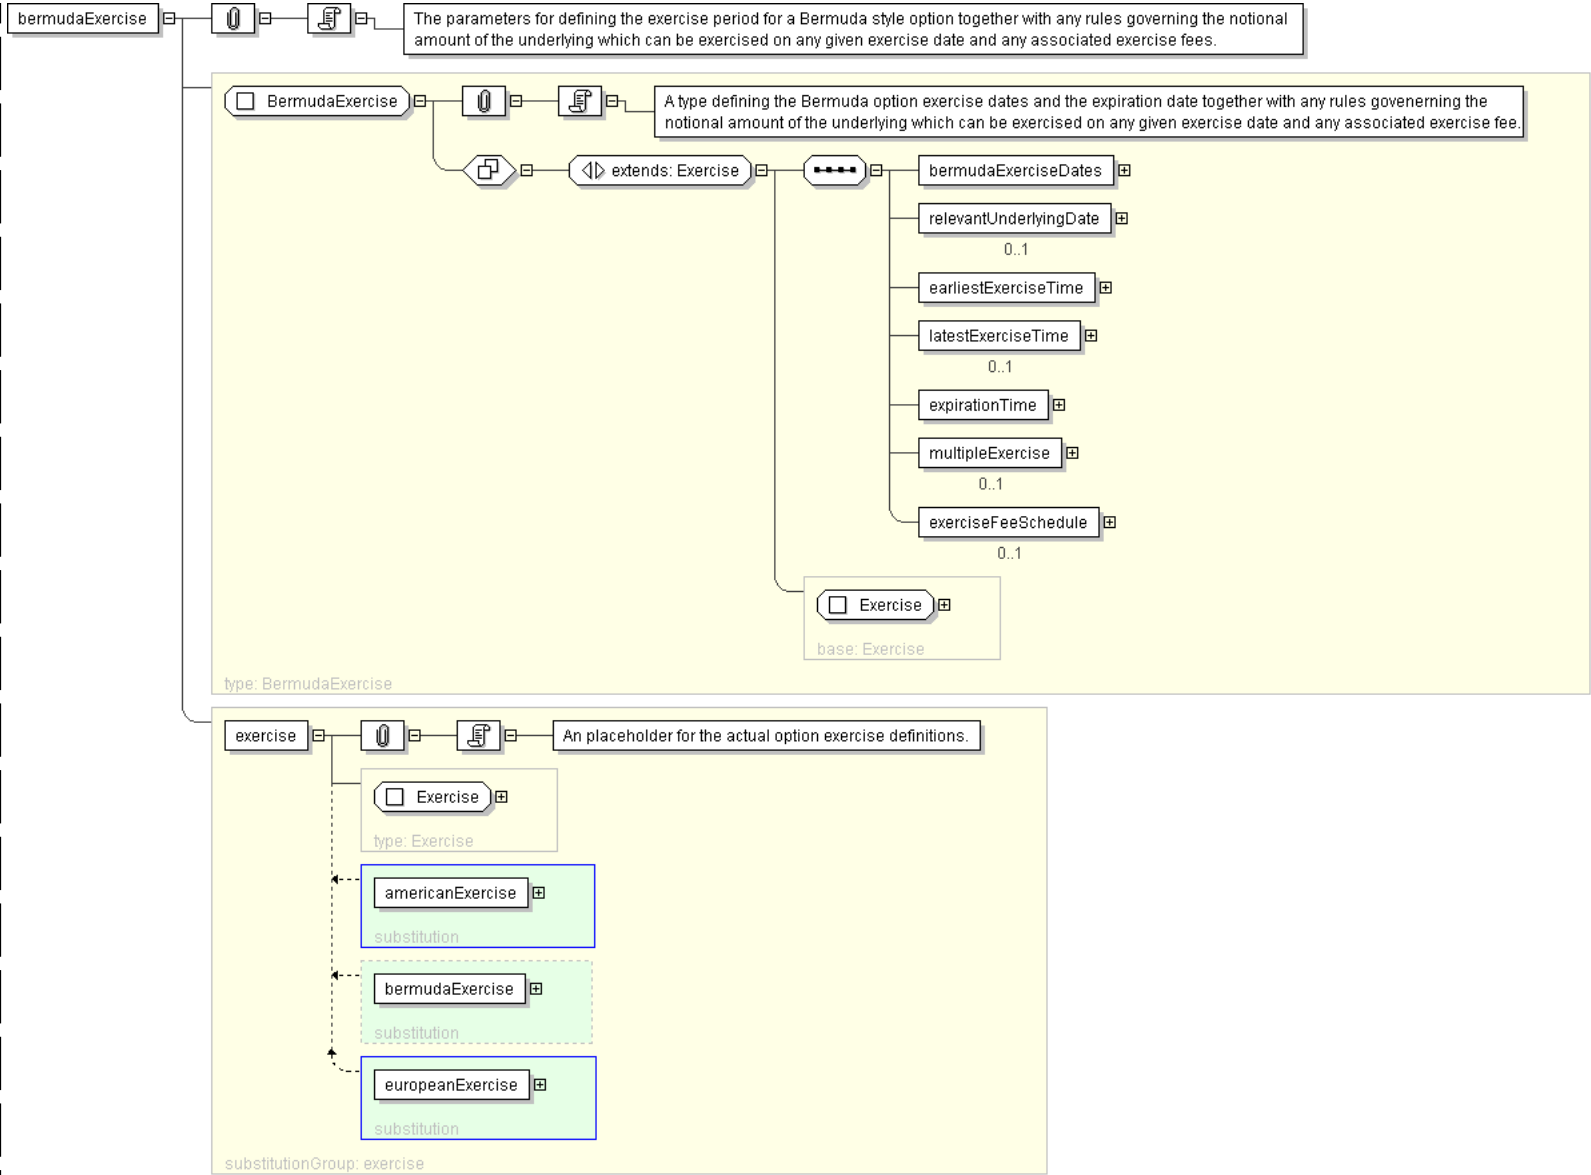 bermudaExercise
The parameters for defining the exercise period for a Bermuda style option together with any rules governing the notional
amount of the underlying which can be exercised on any given exercise date and any associated exercise fees.
BermudaExercise
A type defining the Bermuda option exercise dates and the expiration date together with any rules govenerning the
notional amount of the underlying which can be exercised on any given exercise date and any associated exercise fee.
extends: Exercise
bermudaExerciseDates
relevantUnderlyingDate
0..1
earliestExerciseTime
latestExerciseTime
0..1
expirationTime
multipleExercise
0..1
exerciseFeeSchedule
0..1
Exercise
base: Exercise
type: BermudaExercise
exercise
An placeholder for the actual option exercise definitions.
Exercise
type: Exercise
americanExercise
substitution
bermudaExercise
substitution
europeanExercise
substitution
substitutionGroup: exercise